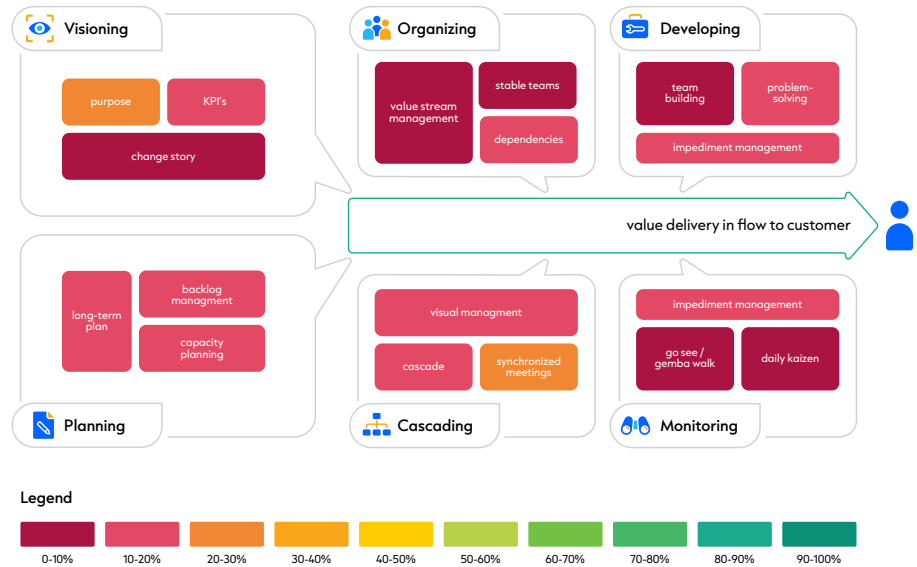 Visioning
purpose
KPI's
change story
Organizing
value stream
management
stable teams
dependencies
Developing
team
building
problem-
solving
impediment management
value delivery in flow to customer
long-term
plan
backlog
managment
capacity
planning
Planning
visual managment
cascade
synchronized
meetings
Cascading
impediment management
go see /
gemba walk
daily kaizen
Monitoring
Legend
0-10%
10-20%
20-30%
30-40%
40-50%
50-60%
60-70%
70-80%
80-90%
90-100%